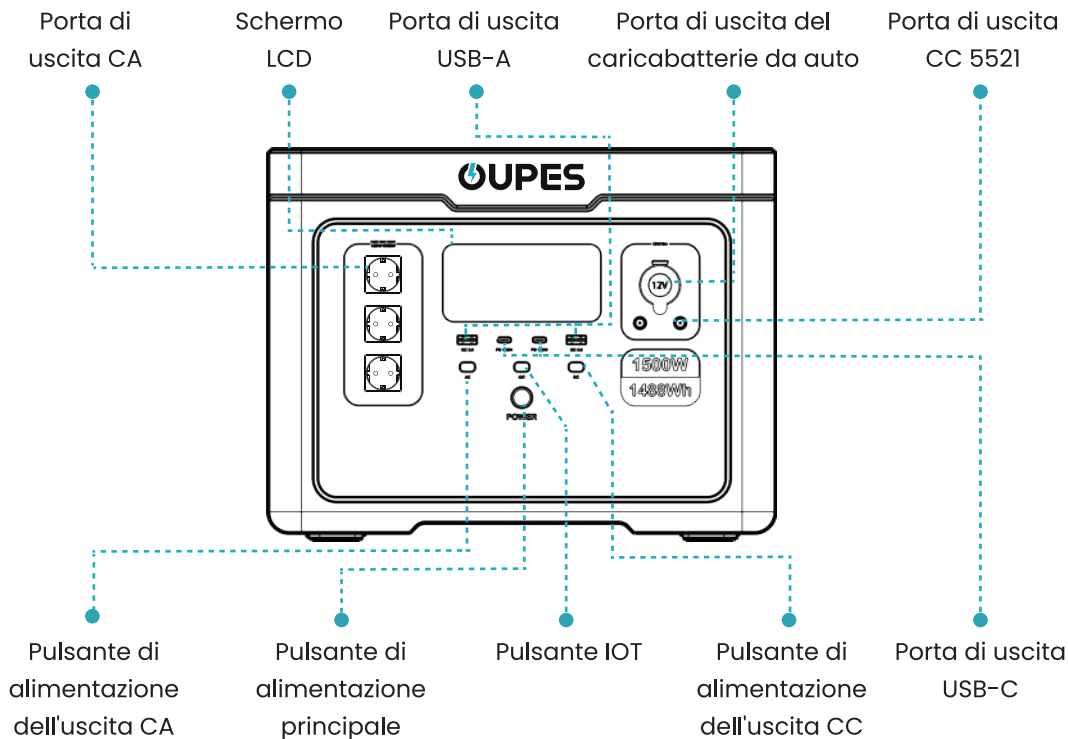 Porta di
uscita CA
Schermo
LCD
Porta di uscita
USB-A
Porta di uscita del
caricabatterie da auto
Porta di uscita
CC 5521
OUPES
12V
1500W
1488Wh
AC
IOT
POWER
Pulsante di
alimentazione
dell'uscita CA
Pulsante di
alimentazione
principale
Pulsante IOT
Pulsante di
alimentazione
dell'uscita CC
Porta di uscita
USB-C